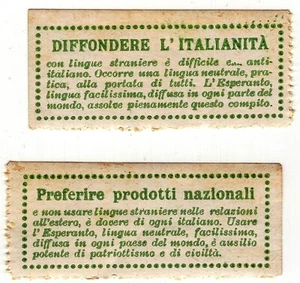 DIFFONDERE L'ITALIANITÀ
con lingue straniere è difficile e... anti-
italiano. Occorre una lingua neutrale, pra-
tica, alla portata di tutti. L'Esperanto,
lingua facilissima, diffusa in ogni parte del
mondo, assolve pienamente questo compito.
Preferire prodotti nazionali
e non usare lingue straniere nelle relazioni
all'estero, è dovere di ogni italiano. Usare
l'Esperanto, lingua neutrale, facilissima,
diffusa in ogni paese del mondo, è ausilio
potente di patriottismo e di civiltà.